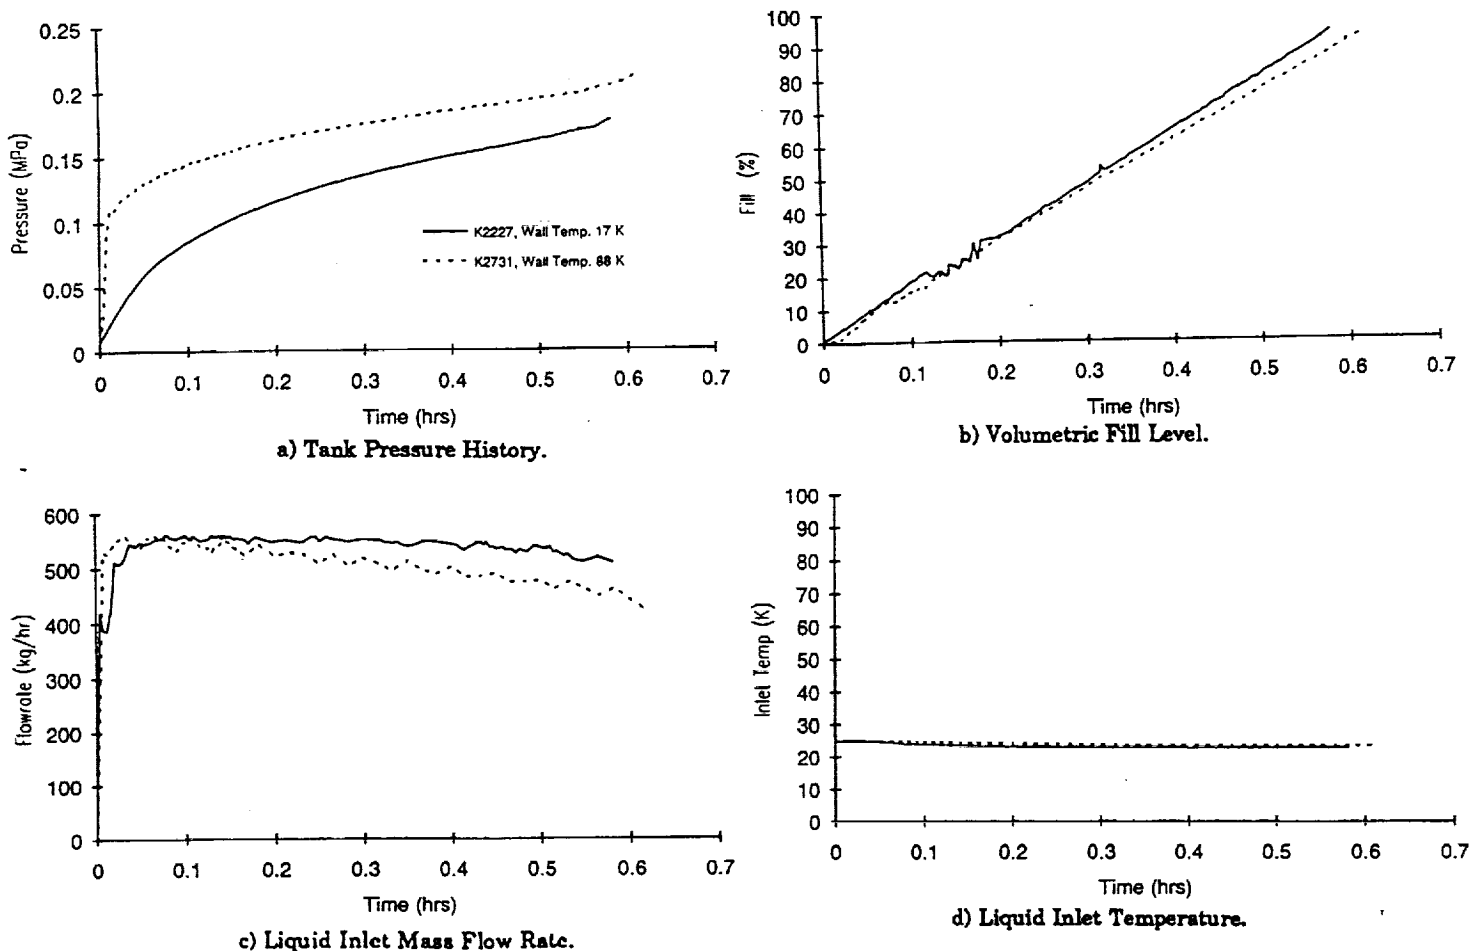 0.25
0.2
0.15
0.1
0.05
0
Pressure (MPa)
K2227, Wall Temp. 17 K
K2731, Wall Temp. 88 K
0 0.1 0.2 0.3 0.4 0.5 0.6 0.7
Time (hrs)
a) Tank Pressure History.
100
90
80
70
60
50
40
30
20
10
0
Fill (%)
0 0.1 0.2 0.3 0.4 0.5 0.6 0.7
Time (hrs)
b) Volumetric Fill Level.
600
500
400
300
200
100
0
Flowrate (kg/hr)
0 0.1 0.2 0.3 0.4 0.5 0.6 0.7
Time (hrs)
c) Liquid Inlet Mass Flow Rate.
100
90
80
70
60
50
40
30
20
10
0
Inlet Temp (K)
0 0.1 0.2 0.3 0.4 0.5 0.6 0.7
Time (hrs)
d) Liquid Inlet Temperature.